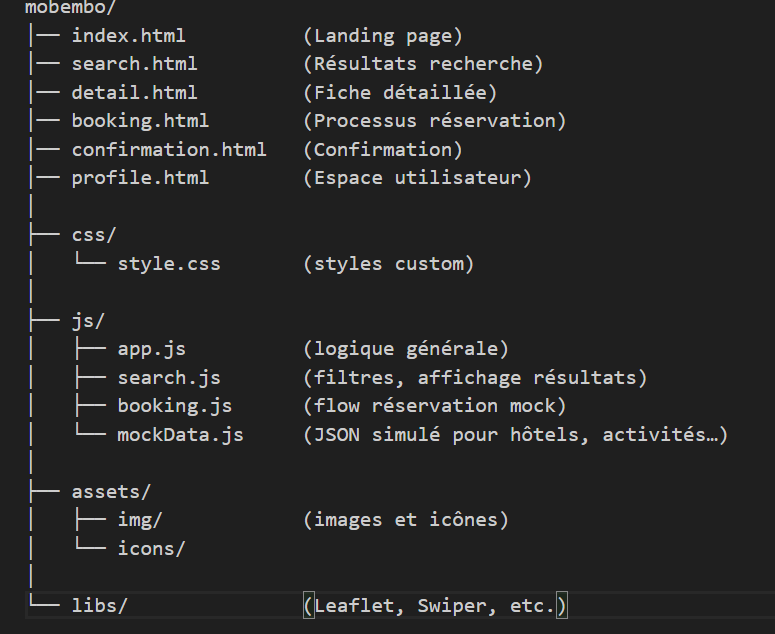 mobembo/
│── index.html          (Landing page)
│── search.html         (Résultats recherche)
│── detail.html         (Fiche détaillée)
│── booking.html        (Processus réservation)
│── confirmation.html   (Confirmation)
│── profile.html        (Espace utilisateur)
│
├── css/
│   └── style.css       (styles custom)
│
├── js/
│   ├── app.js          (logique générale)
│   ├── search.js       (filtres, affichage résultats)
│   ├── booking.js      (flow réservation mock)
│   └── mockData.js     (JSON simulé pour hôtels, activités…)
│
├── assets/
│   ├── img/            (images et icônes)
│   └── icons/
│
└── libs/               (Leaflet, Swiper, etc.)